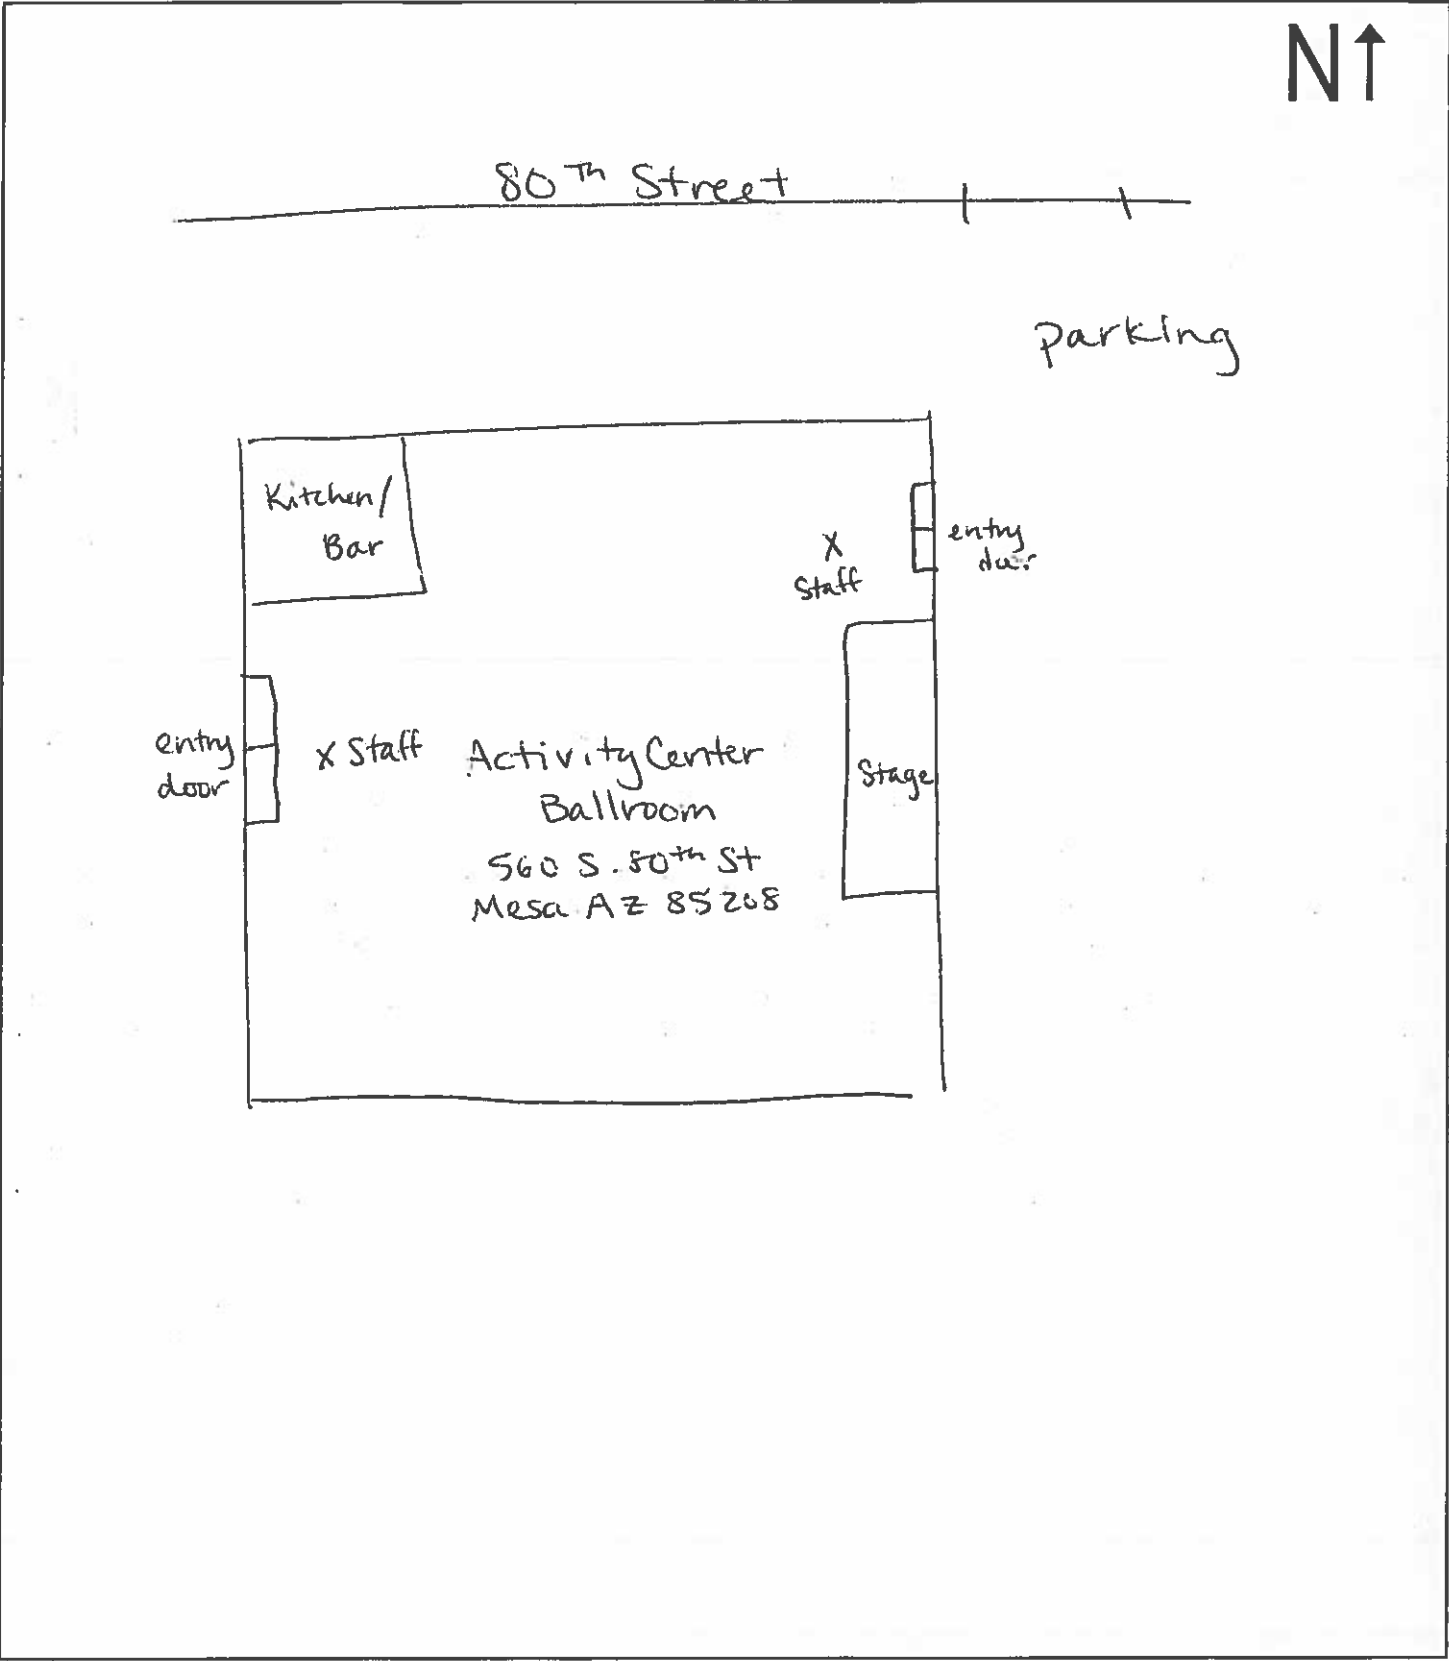 N↑
80Th Street
parking
Kitchen/
Bar
entry
X
Staff
entry
door
X Staff
Activity Center
Ballroom
560 S. 80th St
Mesa AZ 85208
Stage